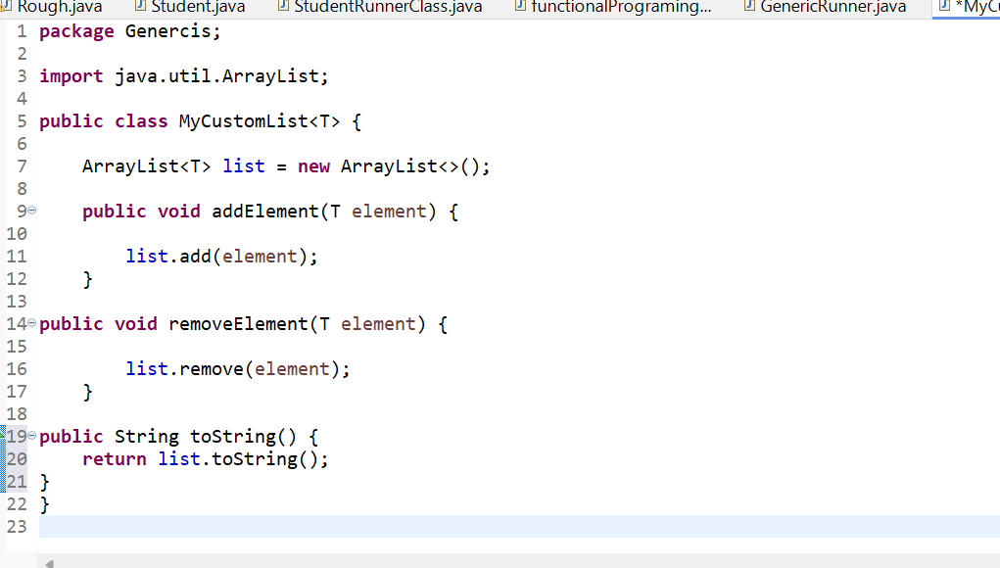 Rough.java Student.java StudentRunnerClass.java functionalPrograming... GenericRunner.java *MyCu
1 package Genercis;
2
3 import java.util.ArrayList;
4
5 public class MyCustomList<T> {
6
7     ArrayList<T> list = new ArrayList<>();
8
9     public void addElement(T element) {
10
11         list.add(element);
12     }
13
14 public void removeElement(T element) {
15
16         list.remove(element);
17     }
18
19 public String toString() {
20     return list.toString();
21 }
22 }
23